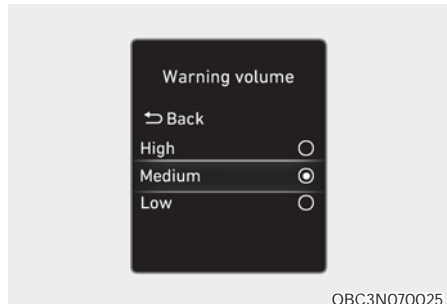 Warning volume
Back
High
Medium
Low
OBC3N070025